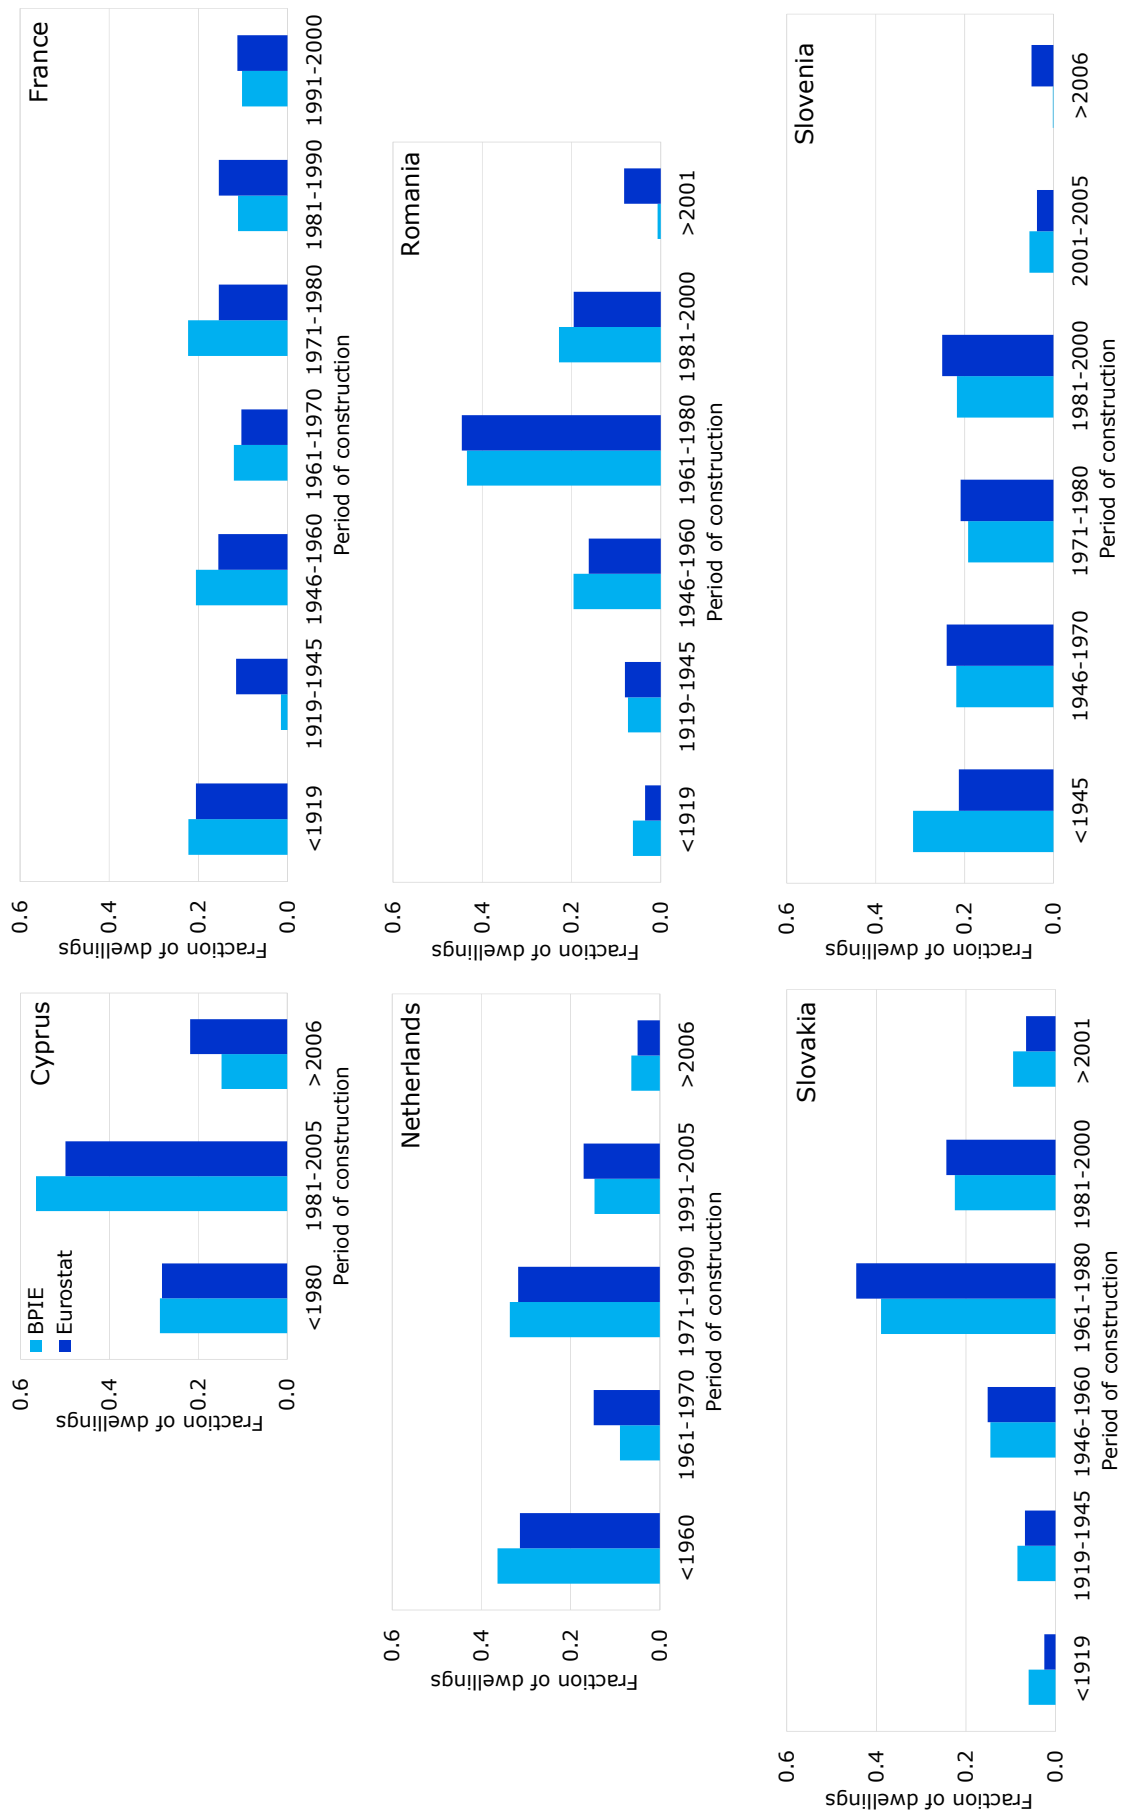 Cyprus
BPIE
Eurostat
Fraction of dwellings
0.6
0.4
0.2
0.0
<1980
1981-2005
>2006
Period of construction
France
Fraction of dwellings
0.6
0.4
0.2
0.0
<1919
1919-1945
1946-1960
1961-1970
1971-1980
1981-1990
1991-2000
Period of construction
Netherlands
Fraction of dwellings
0.6
0.4
0.2
0.0
<1960
1961-1970
1971-1990
1991-2005
>2006
Period of construction
Romania
Fraction of dwellings
0.6
0.4
0.2
0.0
<1919
1919-1945
1946-1960
1961-1980
1981-2000
>2001
Period of construction
Slovakia
Fraction of dwellings
0.6
0.4
0.2
0.0
<1919
1919-1945
1946-1960
1961-1980
1981-2000
>2001
Period of construction
Slovenia
Fraction of dwellings
0.6
0.4
0.2
0.0
<1945
1946-1970
1971-1980
1981-2000
2001-2005
>2006
Period of construction